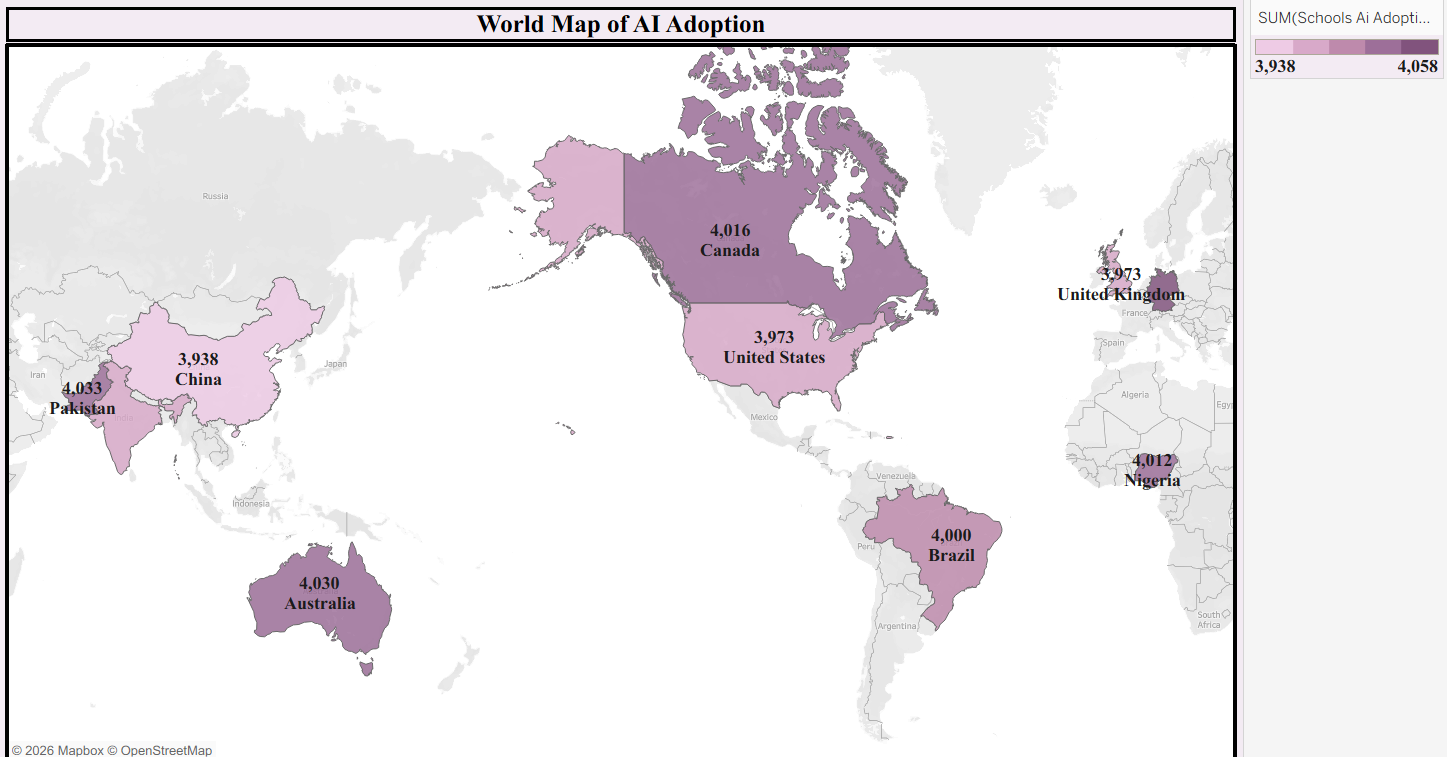 World Map of AI Adoption
SUM(Schools Ai Adopti...
3,938
4,058
Russia
4,016
Canada
3,973
United Kingdom
France
Spain
Japan
Iran
3,938
China
3,973
United States
4,033
Pakistan
India
Mexico
Algeria
4,012
Nigeria
Venezuela
Indonesia
4,000
Brazil
Peru
4,030
Australia
Argentina
South
Africa
© 2026 Mapbox © OpenStreetMap